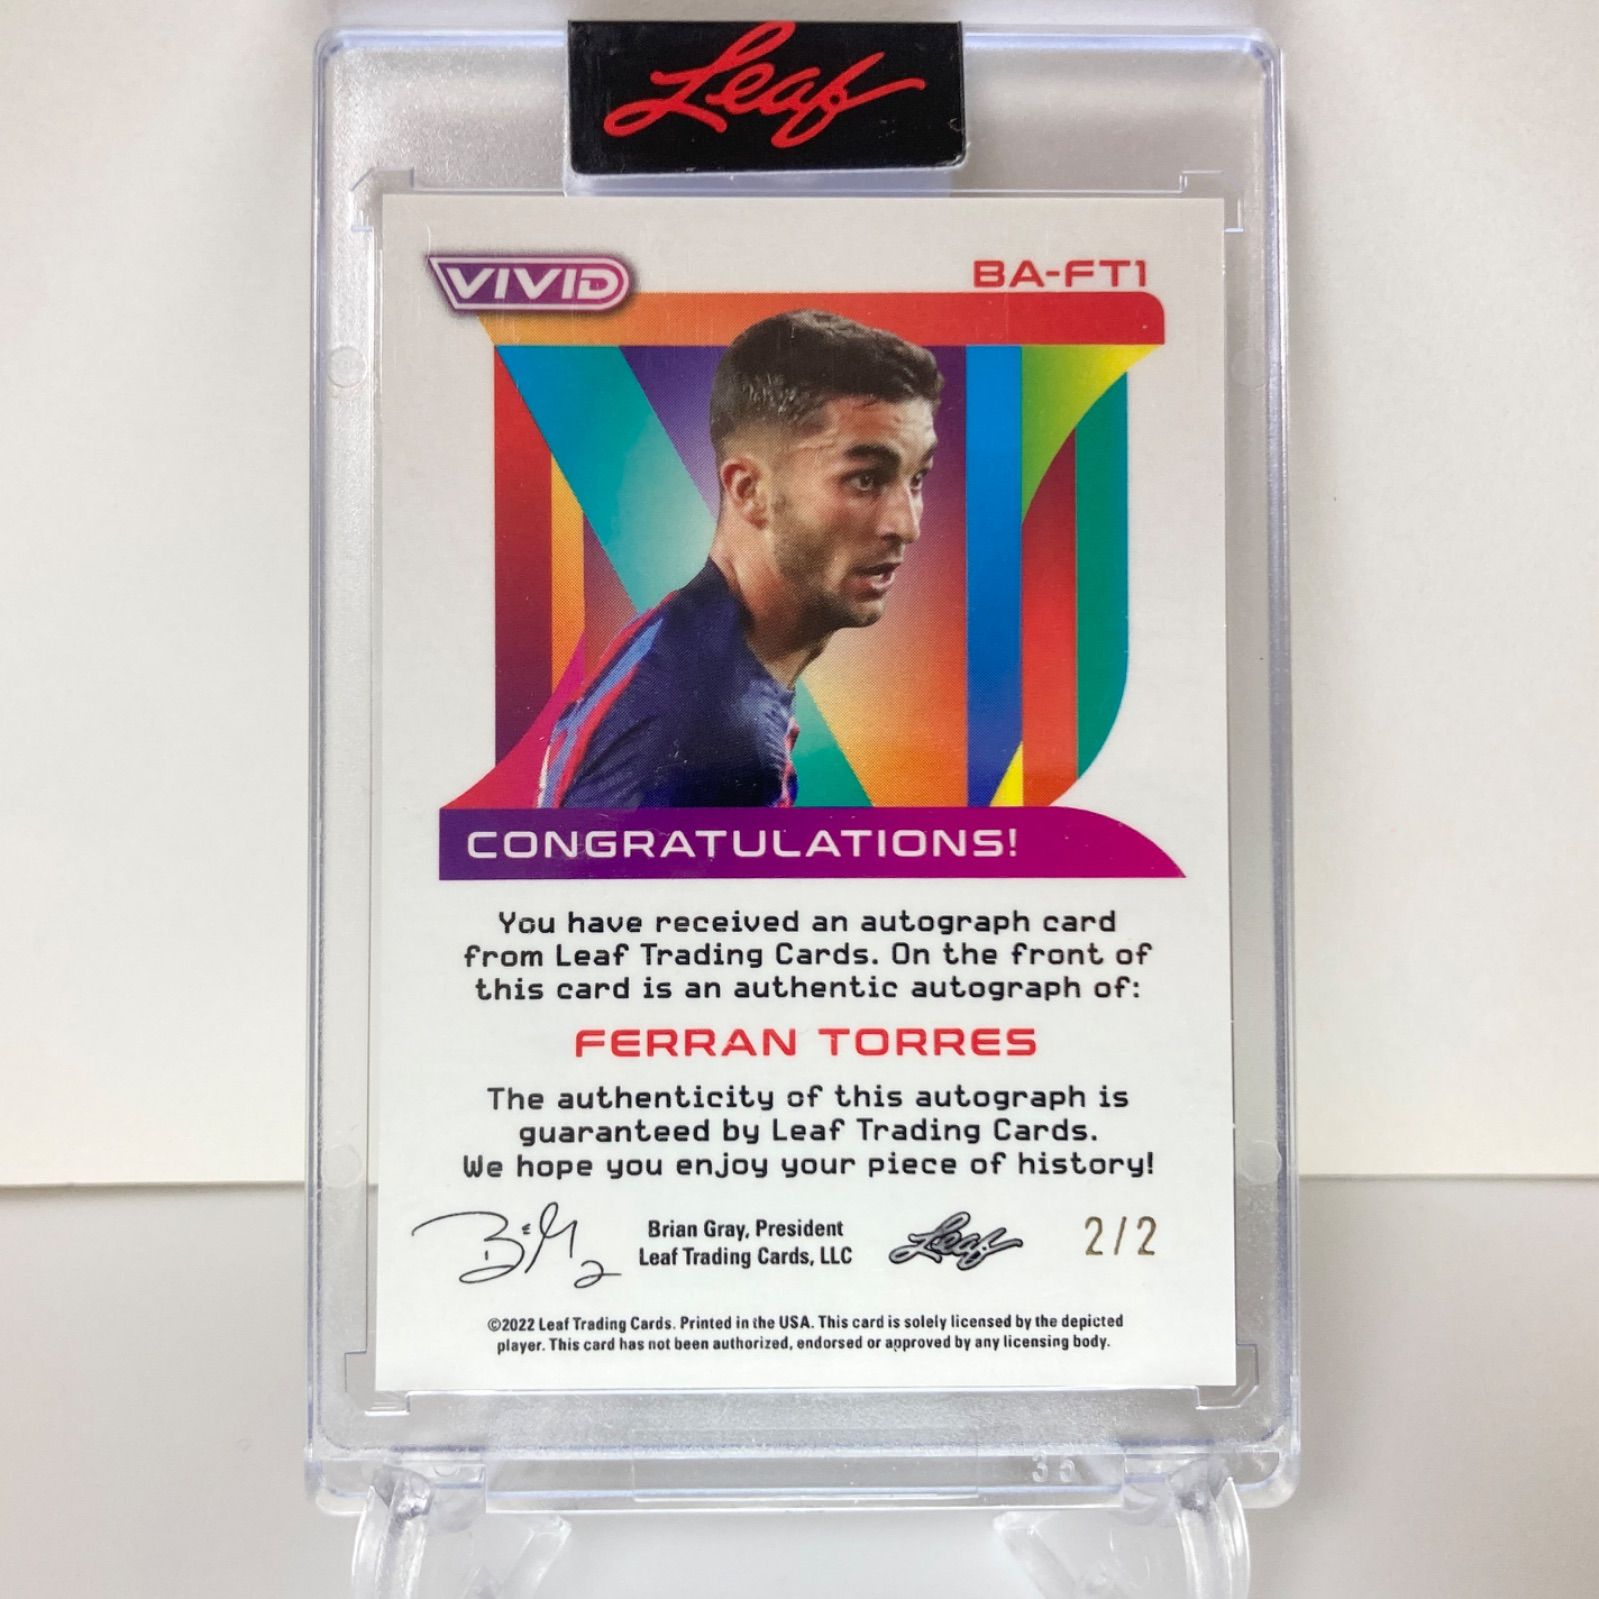 Leaf
VIVID
BA-FT1
CONGRATULATIONS!
You have received an autograph card
from Leaf Trading Cards. On the front of
this card is an authentic autograph of:
FERRAN TORRES
The authenticity of this autograph is
guaranteed by Leaf Trading Cards.
We hope you enjoy your piece of history!
Brian Gray, President
Leaf Trading Cards, LLC
Leaf
2/2
©2022 Leaf Trading Cards. Printed in the USA. This card is solely licensed by the depicted
player. This card has not been authorized, endorsed or approved by any licensing body.
35